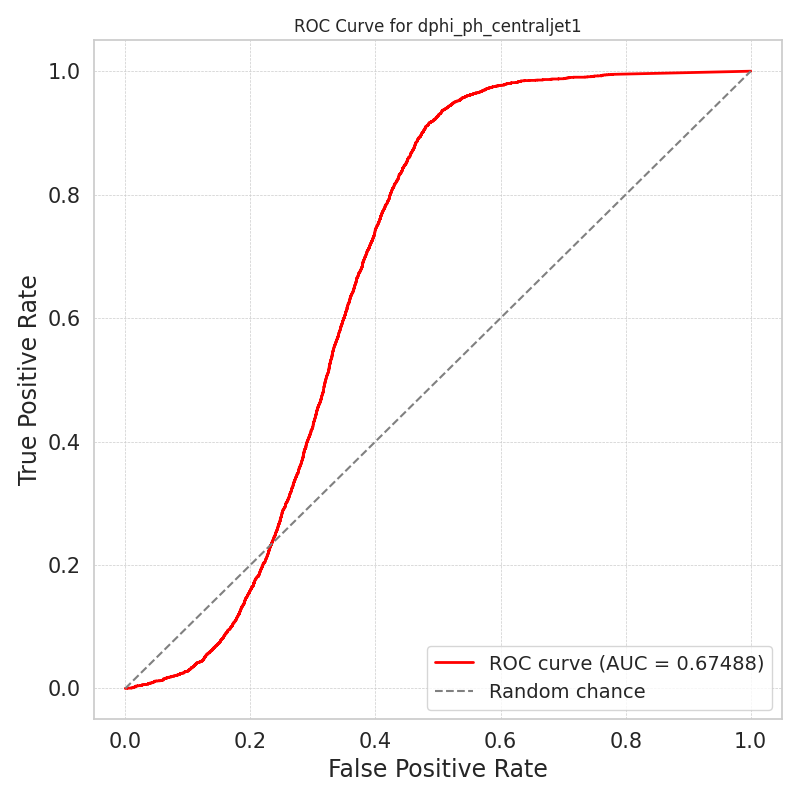 ROC Curve for dphi_ph_centraljet1
1.0
0.8
0.6
0.4
0.2
0.0
True Positive Rate
ROC curve (AUC = 0.67488)
Random chance
0.0 0.2 0.4 0.6 0.8 1.0
False Positive Rate